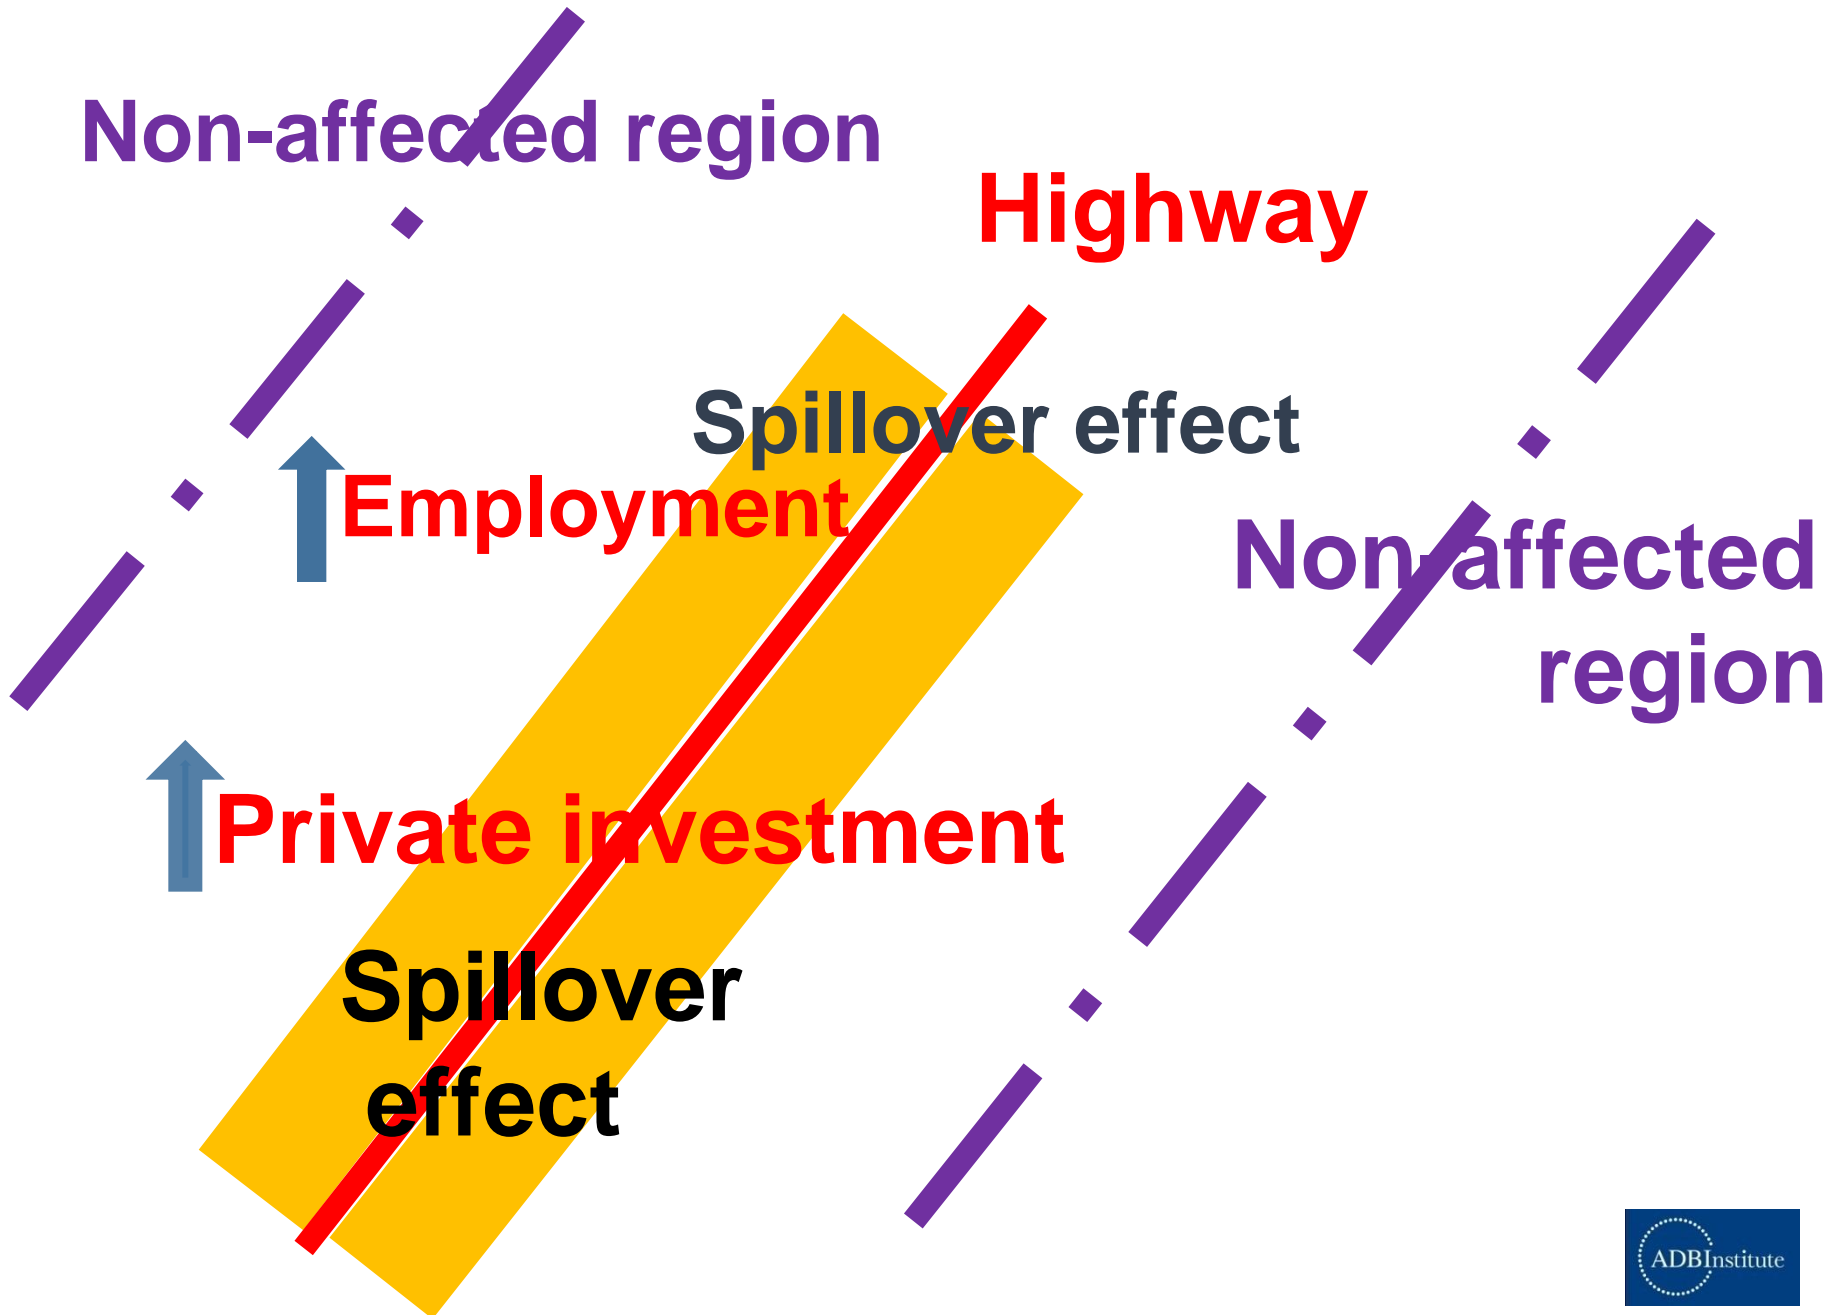 Non-affected region
Highway
Spillover effect
Employment
Non-affected
region
Private investment
Spillover
effect
ADBInstitute